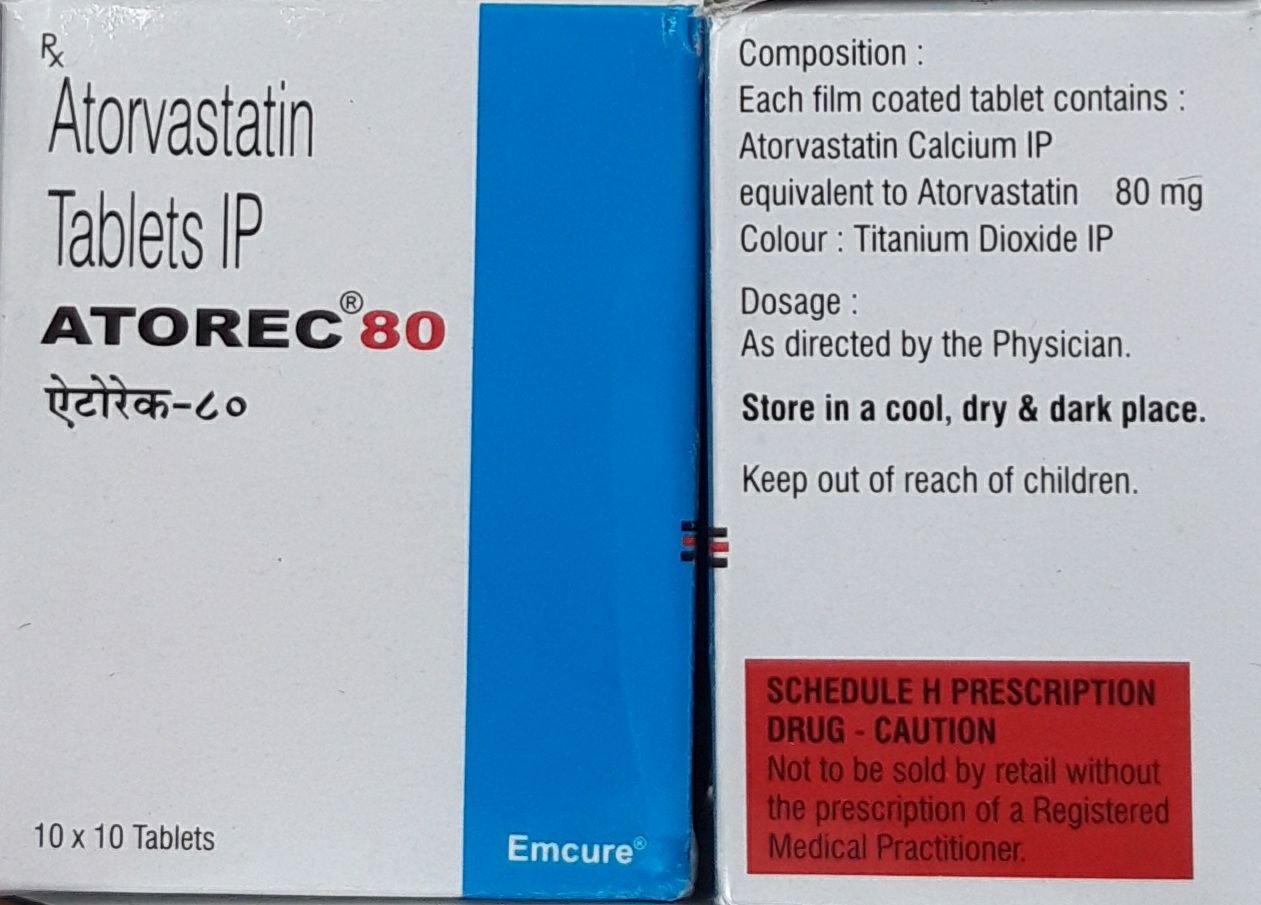 Rx
Atorvastatin
Tablets IP
ATOREC® 80
ऐटोरेक-८०
10 x 10 Tablets
Emcure®
Composition :
Each film coated tablet contains :
Atorvastatin Calcium IP
equivalent to Atorvastatin 80 mg
Colour : Titanium Dioxide IP
Dosage :
As directed by the Physician.
Store in a cool, dry & dark place.
Keep out of reach of children.
SCHEDULE H PRESCRIPTION
DRUG - CAUTION
Not to be sold by retail without
the prescription of a Registered
Medical Practitioner.